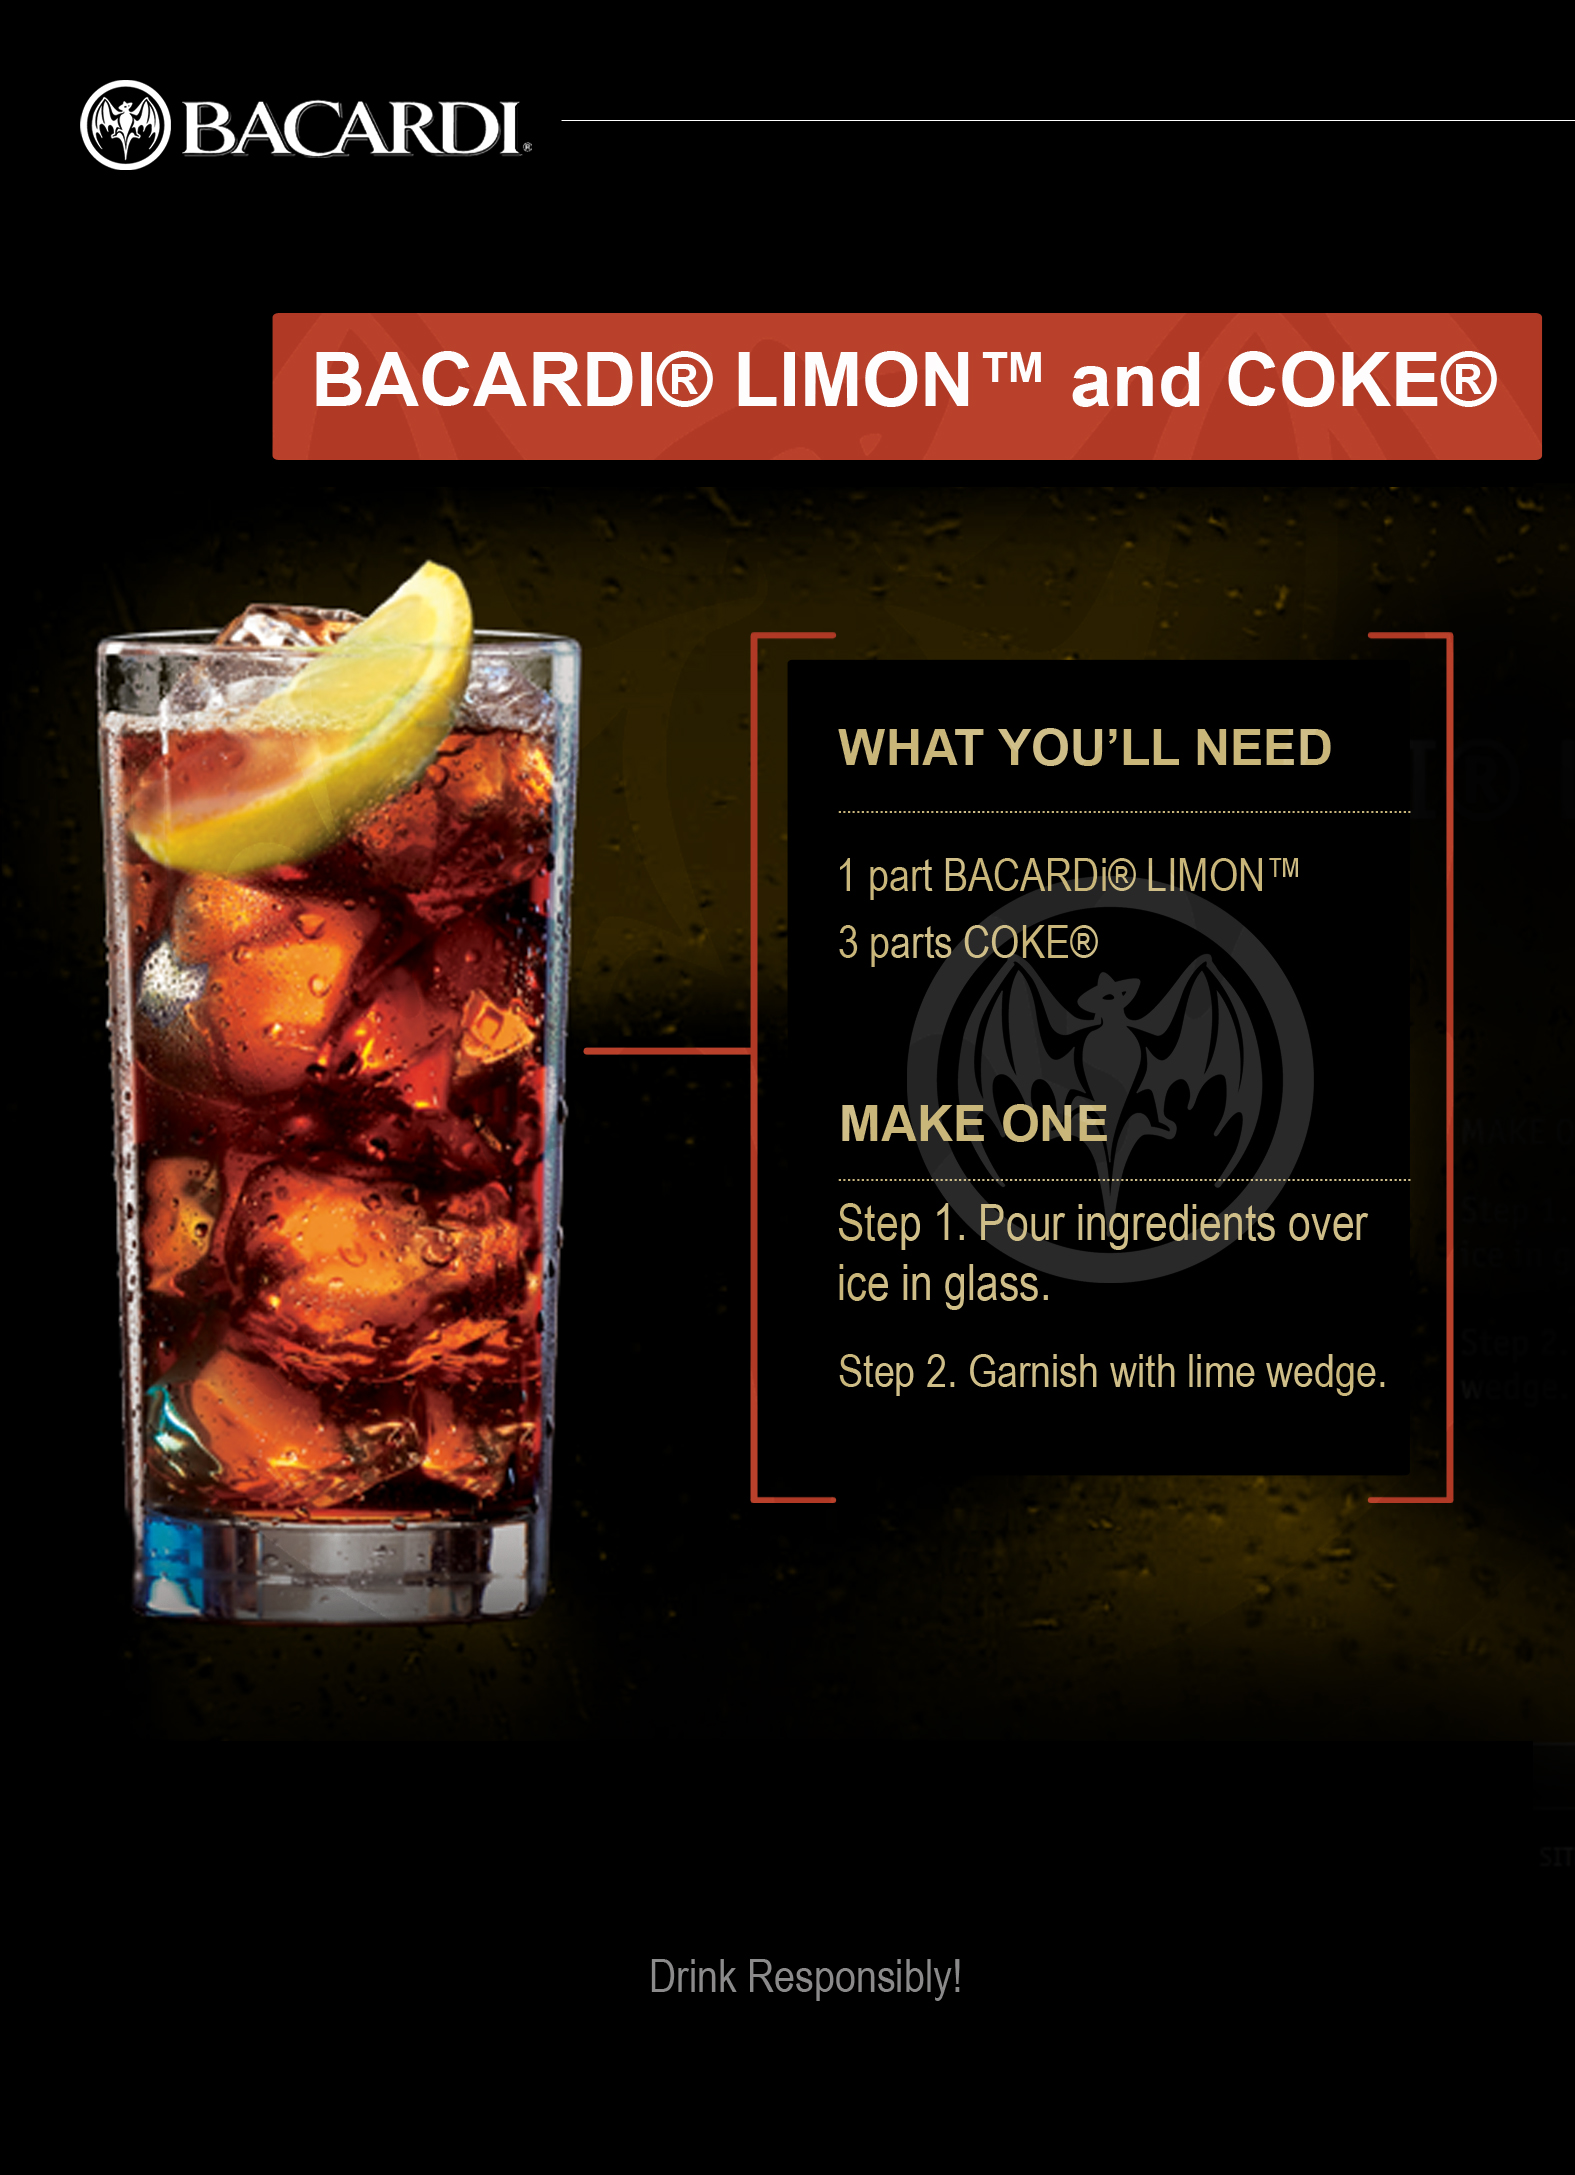 BACARDI®
BACARDI® LIMON™ and COKE®
WHAT YOU’LL NEED
1 part BACARDi® LIMON™
3 parts COKE®
MAKE ONE
Step 1. Pour ingredients over
ice in glass.
Step 2. Garnish with lime wedge.
Drink Responsibly!